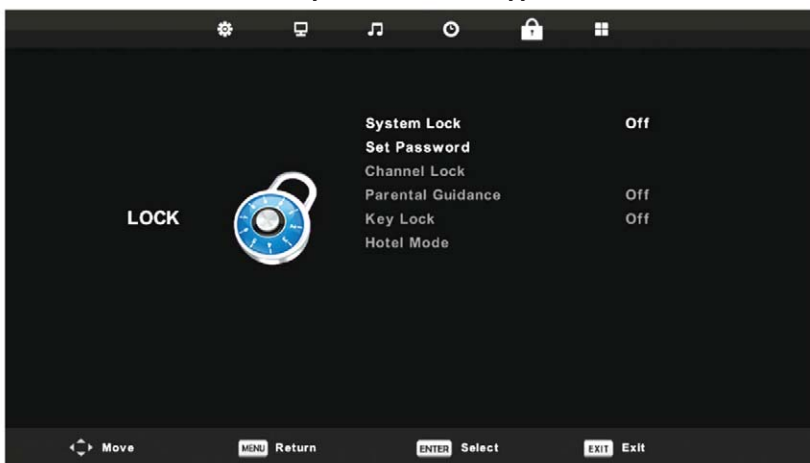 System Lock Off
Set Password
Channel Lock
Parental Guidance Off
Key Lock Off
Hotel Mode
LOCK
Move MENU Return ENTER Select EXIT Exit